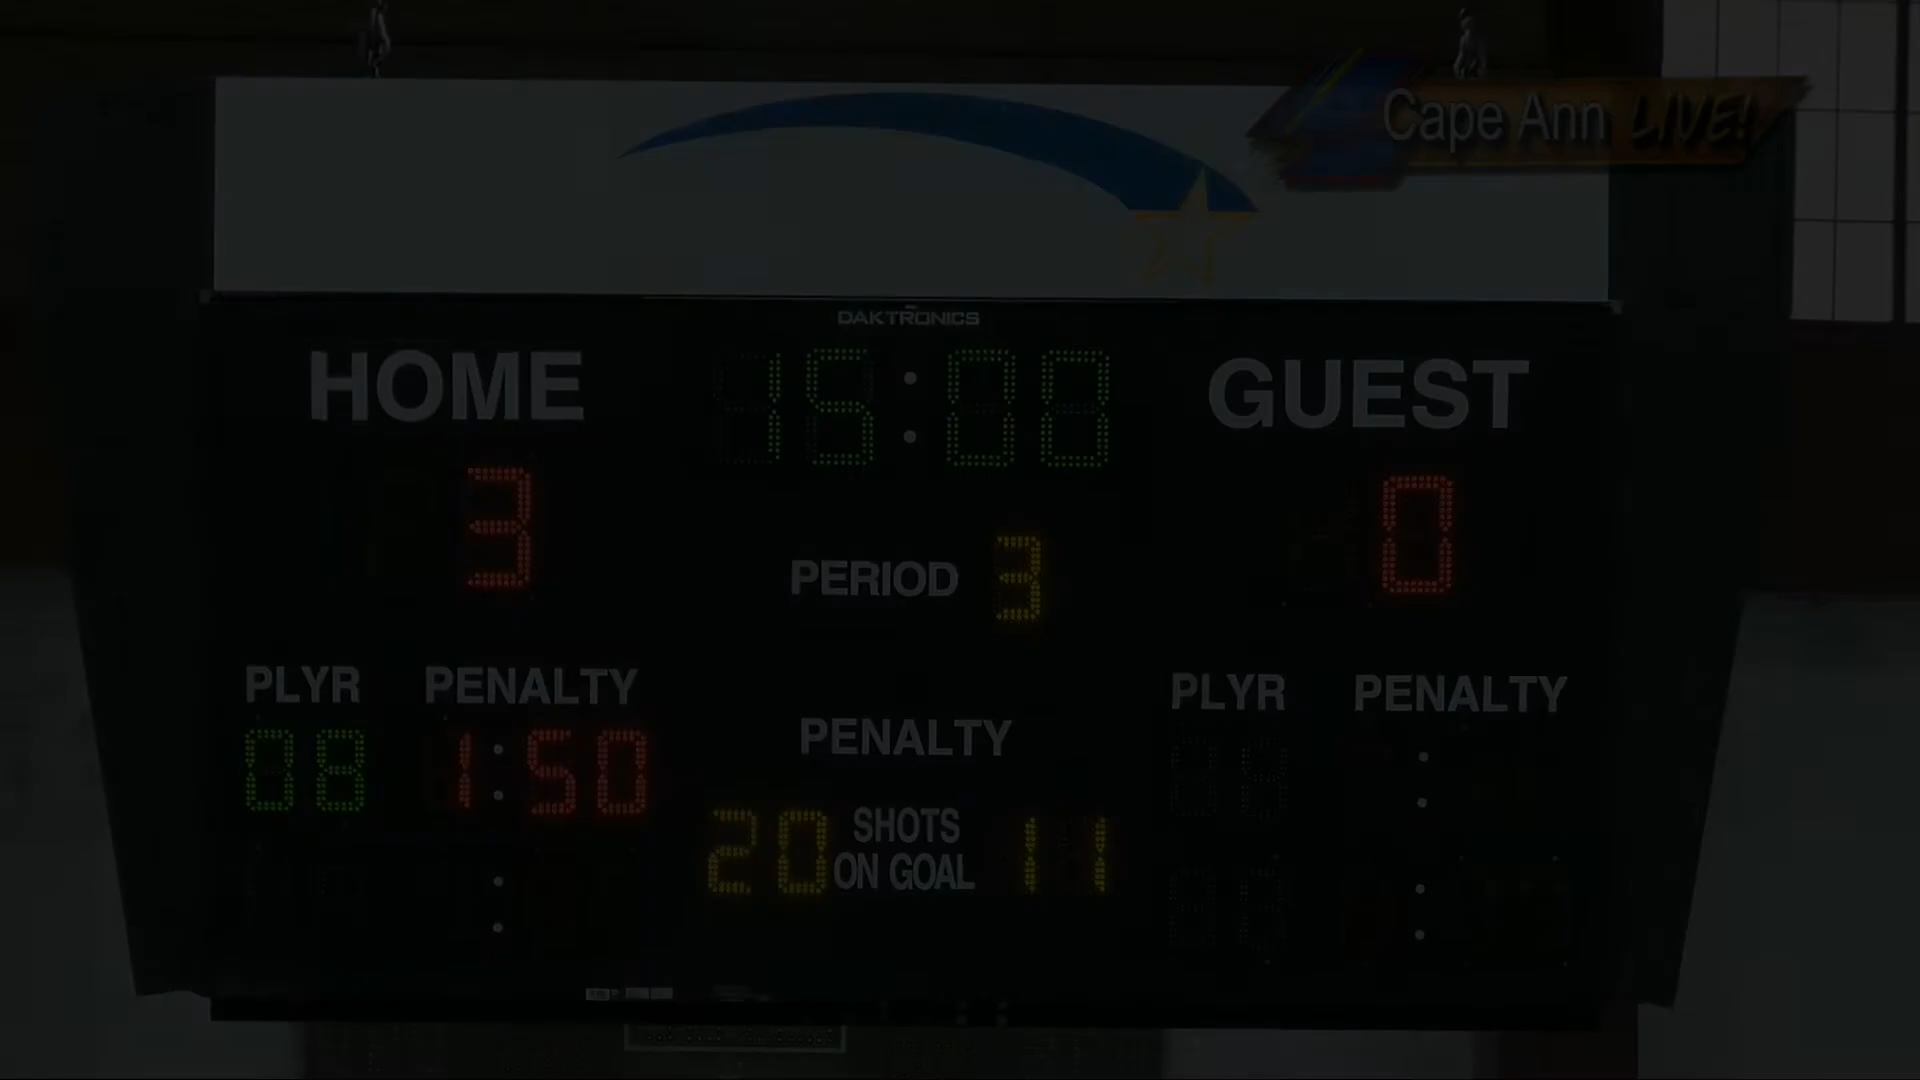 Cape Ann LIVE!
DAKTRONICS
HOME 15:00 GUEST
3 PERIOD 3 0
PLYR PENALTY PLYR PENALTY
08 1:50 PENALTY
20 SHOTS ON GOAL 11